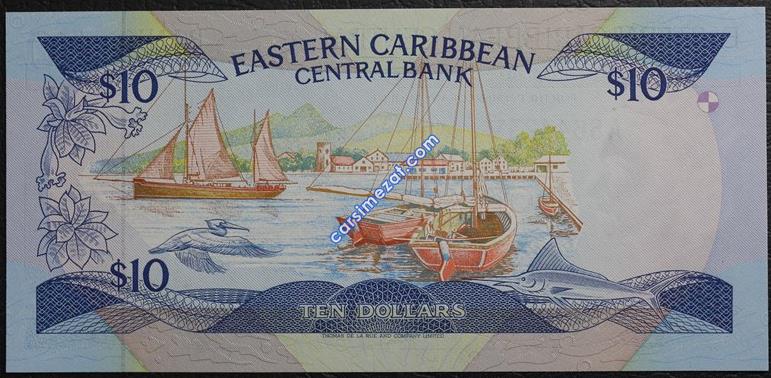 EASTERN CARIBBEAN
CENTRAL BANK
$10
$10
$10
carsimezat.com
TEN DOLLARS
THOMAS DE LA RUE AND COMPANY LIMITED